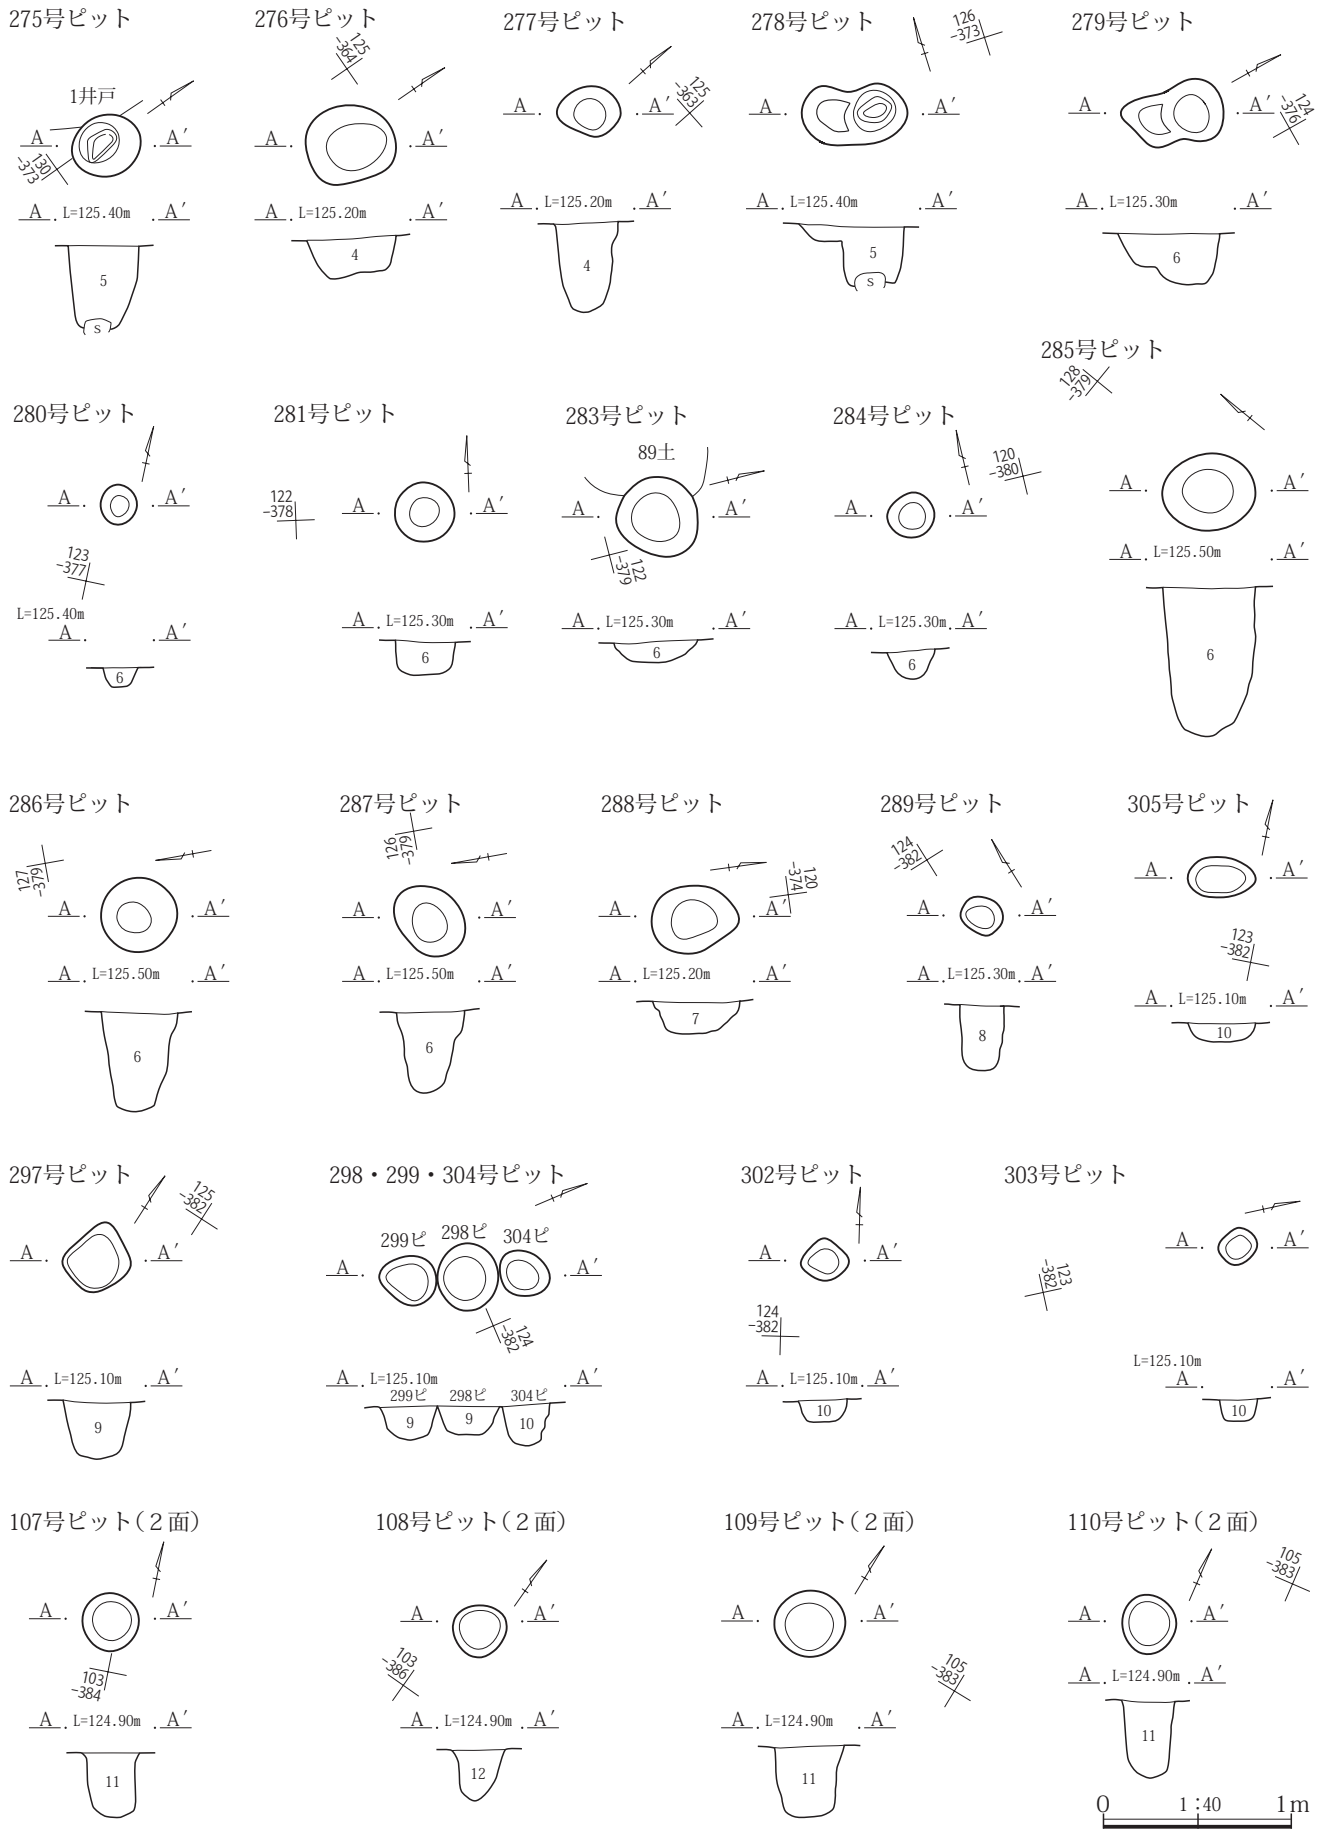 275号ピット
1井戸
A . . A′
130
-373
A . L=125.40m . A′
5
S
276号ピット
125
-364
A . . A′
A . L=125.20m . A′
4
277号ピット
A . . A′
125
-363
A . L=125.20m . A′
4
278号ピット
126
-373
A . . A′
A . L=125.40m . A′
5
S
279号ピット
A . . A′
124
-376
A . L=125.30m . A′
6
280号ピット
A . . A′
123
-377
L=125.40m
A . . A′
6
281号ピット
122
-378
A . . A′
A . L=125.30m . A′
6
283号ピット
89土
A . . A′
122
-379
A . L=125.30m . A′
6
284号ピット
120
-380
A . . A′
A . L=125.30m . A′
6
285号ピット
128
-379
A . . A′
A . L=125.50m . A′
6
286号ピット
127
-379
A . . A′
A . L=125.50m . A′
6
287号ピット
126
-379
A . . A′
A . L=125.50m . A′
6
288号ピット
120
-374
A . . A′
A . L=125.20m . A′
7
289号ピット
124
-382
A . . A′
A . L=125.30m . A′
8
305号ピット
A . . A′
123
-382
A . L=125.10m . A′
10
297号ピット
125
-382
A . . A′
A . L=125.10m . A′
9
298・299・304号ピット
299ピ 298ピ 304ピ
A . . A′
124
-382
A . L=125.10m . A′
299ピ 298ピ 304ピ
9 9 10
302号ピット
A . . A′
124
-382
A . L=125.10m . A′
10
303号ピット
A . . A′
123
-382
L=125.10m
A . . A′
10
107号ピット(２面)
A . . A′
103
-384
A . L=124.90m . A′
11
108号ピット(２面)
A . . A′
103
-386
A . L=124.90m . A′
12
109号ピット(２面)
A . . A′
105
-383
A . L=124.90m . A′
11
110号ピット(２面)
105
-383
A . . A′
A . L=124.90m . A′
11
0 1：40 1m